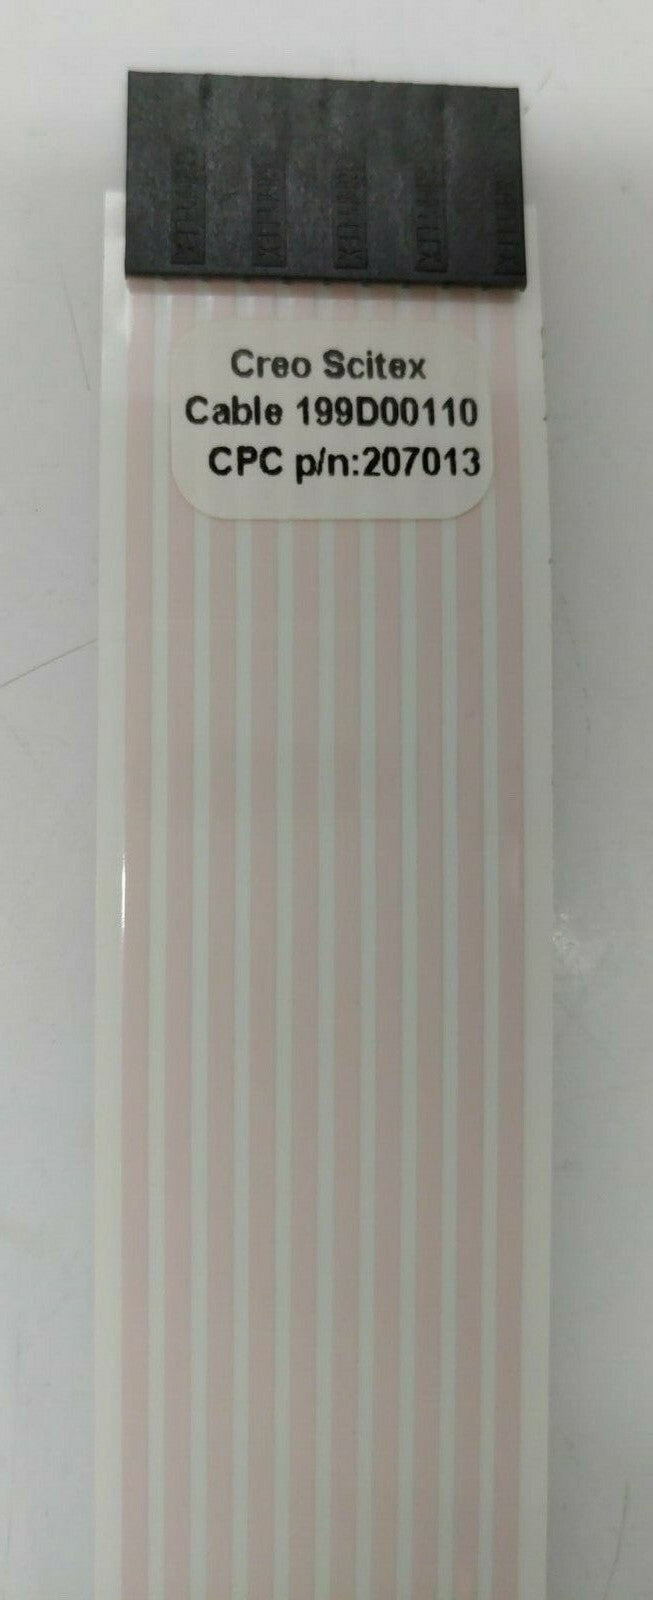 Creo Scitex
Cable 199D00110
CPC p/n:207013